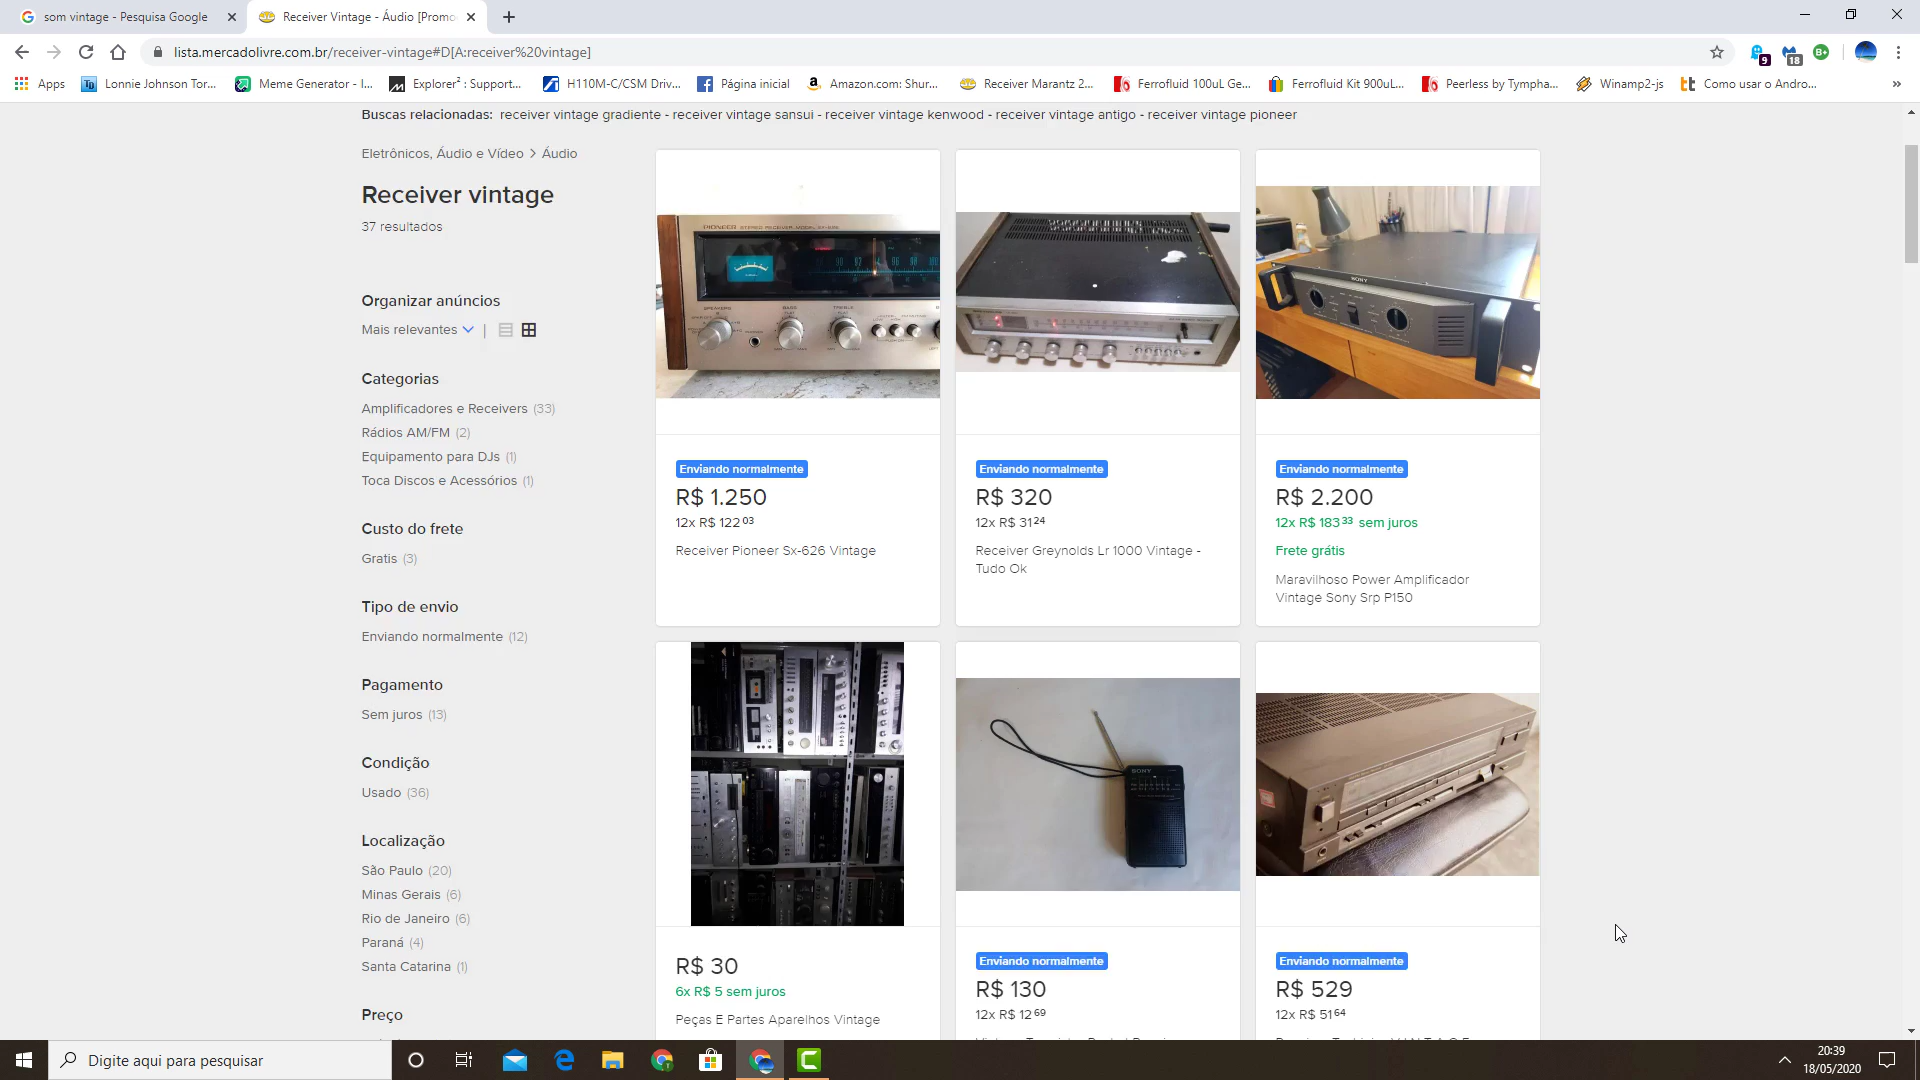 som vintage - Pesquisa Google
Receiver Vintage - Áudio [Promo
lista.mercadolivre.com.br/receiver-vintage#D[A:receiver%20vintage]
9
18
B+
Apps
Lonnie Johnson Tor...
Meme Generator - I...
Explorer² : Support...
H110M-C/CSM Driv...
Página inicial
Amazon.com: Shur...
Receiver Marantz 2...
Ferrofluid 100uL Ge...
Ferrofluid Kit 900uL...
Peerless by Tympha...
Winamp2-js
Como usar o Andro...
»
Buscas relacionadas: receiver vintage gradiente - receiver vintage sansui - receiver vintage kenwood - receiver vintage antigo - receiver vintage pioneer
Eletrônicos, Áudio e Vídeo > Áudio
Receiver vintage
37 resultados
Organizar anúncios
Mais relevantes |
Categorias
Amplificadores e Receivers (33)
Rádios AM/FM (2)
Equipamento para DJs (1)
Toca Discos e Acessórios (1)
Custo do frete
Gratis (3)
Tipo de envio
Enviando normalmente (12)
Pagamento
Sem juros (13)
Condição
Usado (36)
Localização
São Paulo (20)
Minas Gerais (6)
Rio de Janeiro (6)
Paraná (4)
Santa Catarina (1)
Preço
PIONEER
SPEAKERS
BASS
TREBLE
Enviando normalmente
R$ 1.250
12x R$ 122 03
Receiver Pioneer Sx-626 Vintage
Enviando normalmente
R$ 320
12x R$ 31 24
Receiver Greynolds Lr 1000 Vintage -
Tudo Ok
SONY
Enviando normalmente
R$ 2.200
12x R$ 183 33 sem juros
Frete grátis
Maravilhoso Power Amplificador
Vintage Sony Srp P150
R$ 30
6x R$ 5 sem juros
Peças E Partes Aparelhos Vintage
SONY
Enviando normalmente
R$ 130
12x R$ 12 69
Enviando normalmente
R$ 529
12x R$ 51 64
Digite aqui para pesquisar
20:39
18/05/2020